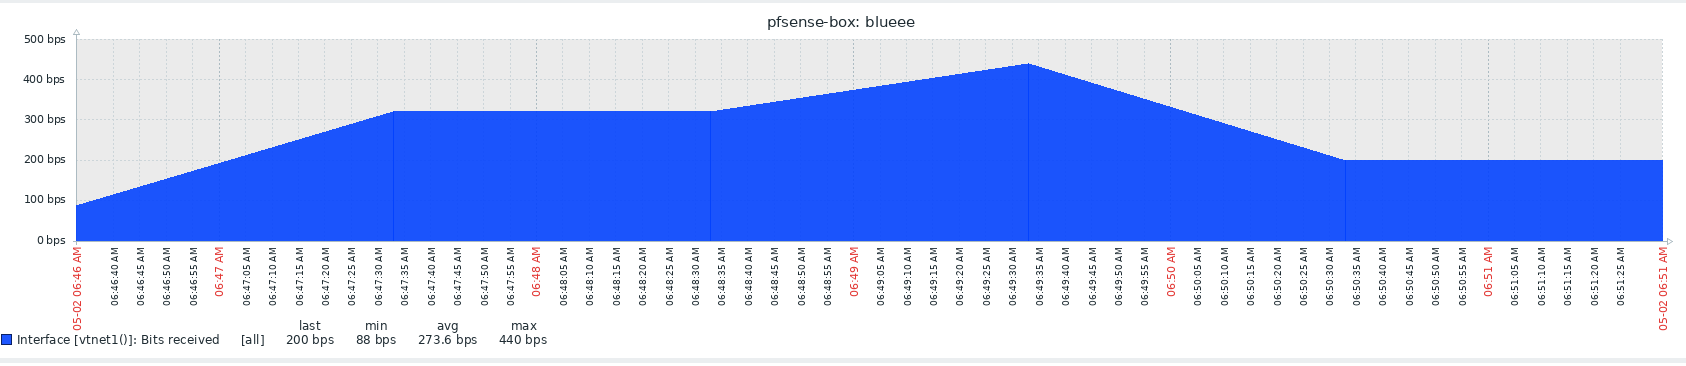 pfsense-box: blueee
500 bps
400 bps
300 bps
200 bps
100 bps
0 bps
05-02 06:46 AM
06:46:40 AM
06:46:45 AM
06:46:50 AM
06:46:55 AM
06:47 AM
06:47:05 AM
06:47:10 AM
06:47:15 AM
06:47:20 AM
06:47:25 AM
06:47:30 AM
06:47:35 AM
06:47:40 AM
06:47:45 AM
06:47:50 AM
06:47:55 AM
06:48 AM
06:48:05 AM
06:48:10 AM
06:48:15 AM
06:48:20 AM
06:48:25 AM
06:48:30 AM
06:48:35 AM
06:48:40 AM
06:48:45 AM
06:48:50 AM
06:48:55 AM
06:49 AM
06:49:05 AM
06:49:10 AM
06:49:15 AM
06:49:20 AM
06:49:25 AM
06:49:30 AM
06:49:35 AM
06:49:40 AM
06:49:45 AM
06:49:50 AM
06:49:55 AM
06:50 AM
06:50:05 AM
06:50:10 AM
06:50:15 AM
06:50:20 AM
06:50:25 AM
06:50:30 AM
06:50:35 AM
06:50:40 AM
06:50:45 AM
06:50:50 AM
06:50:55 AM
06:51 AM
06:51:05 AM
06:51:10 AM
06:51:15 AM
06:51:20 AM
06:51:25 AM
05-02 06:51 AM
last min avg max
Interface [vtnet1()]: Bits received [all] 200 bps 88 bps 273.6 bps 440 bps